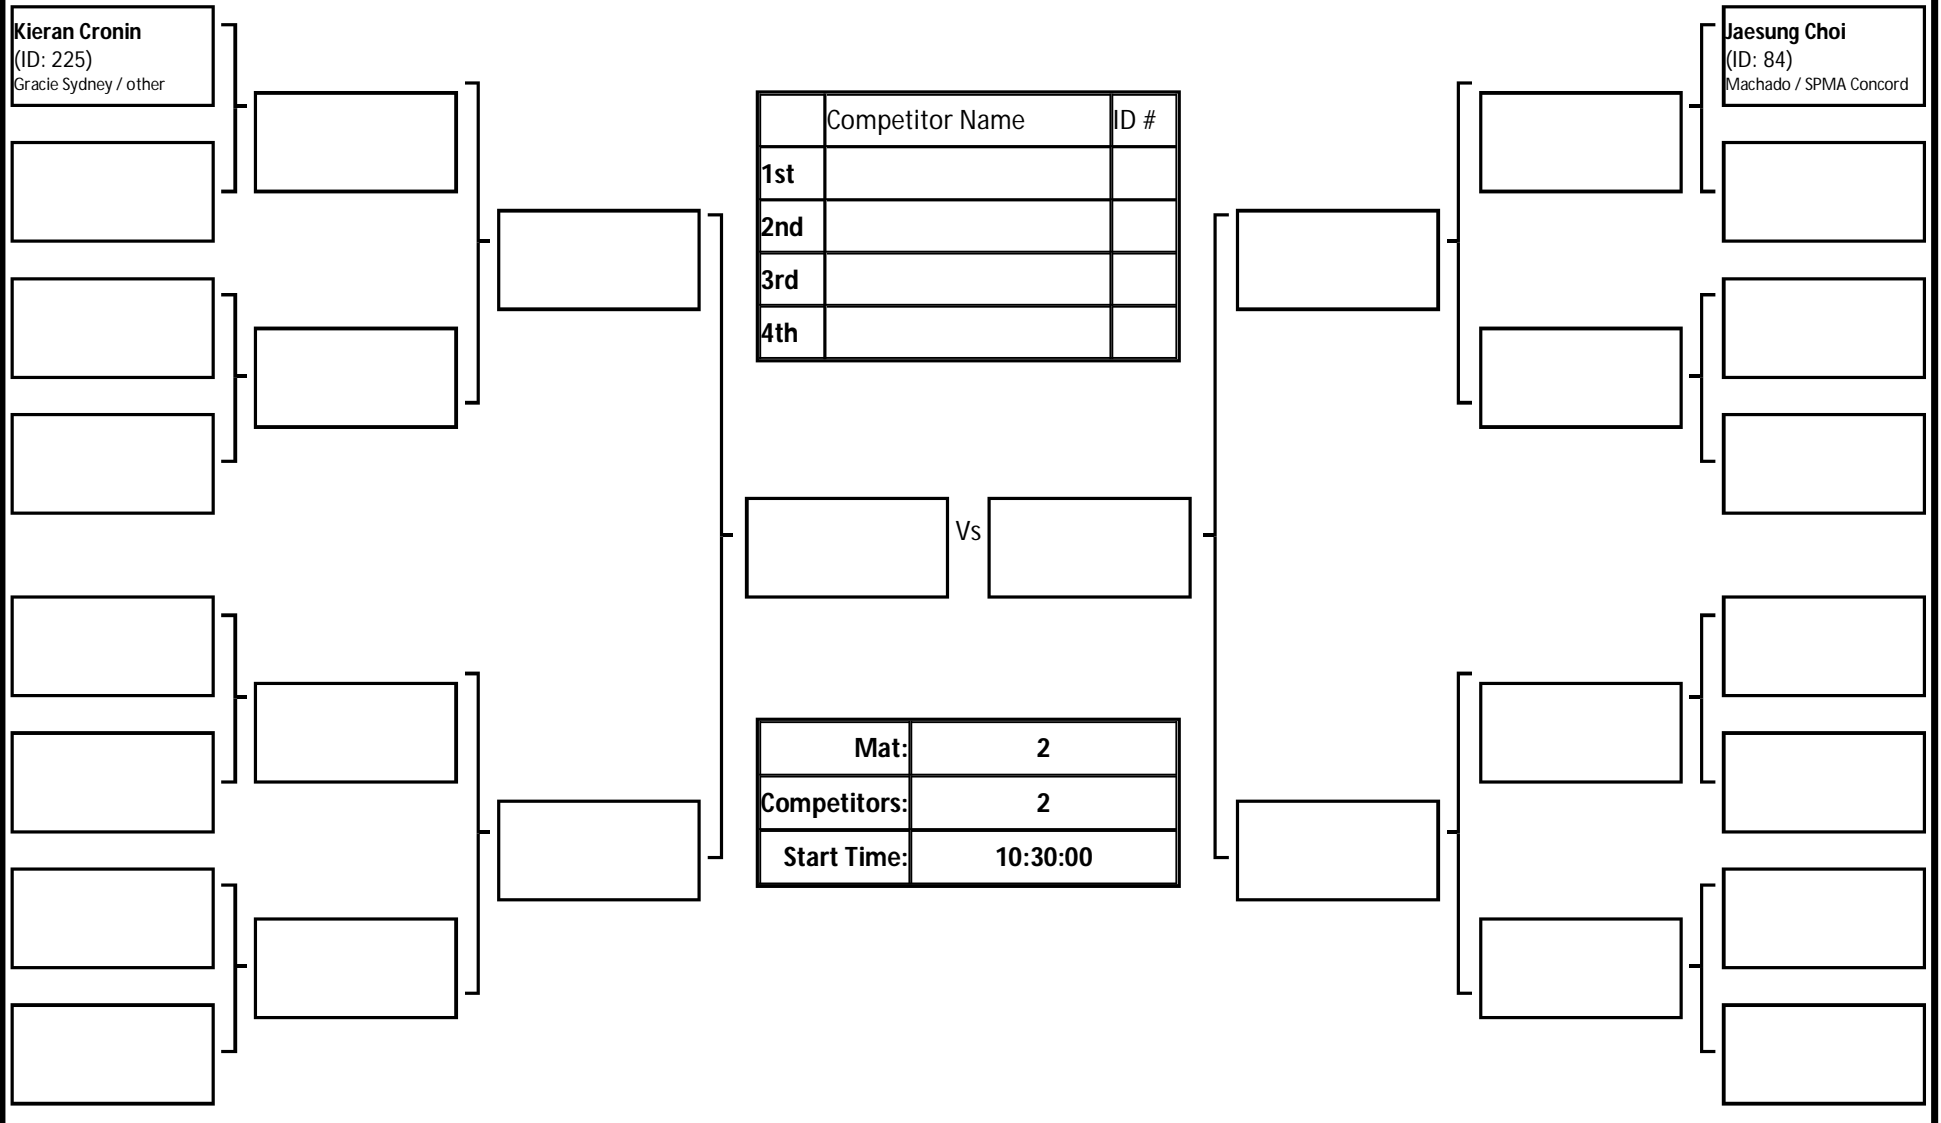 Kieran Cronin
(ID: 225)
Gracie Sydney / other
Jaesung Choi
(ID: 84)
Machado / SPMA Concord
Competitor Name ID #
1st
2nd
3rd
4th
Vs
Mat: 2
Competitors: 2
Start Time: 10:30:00